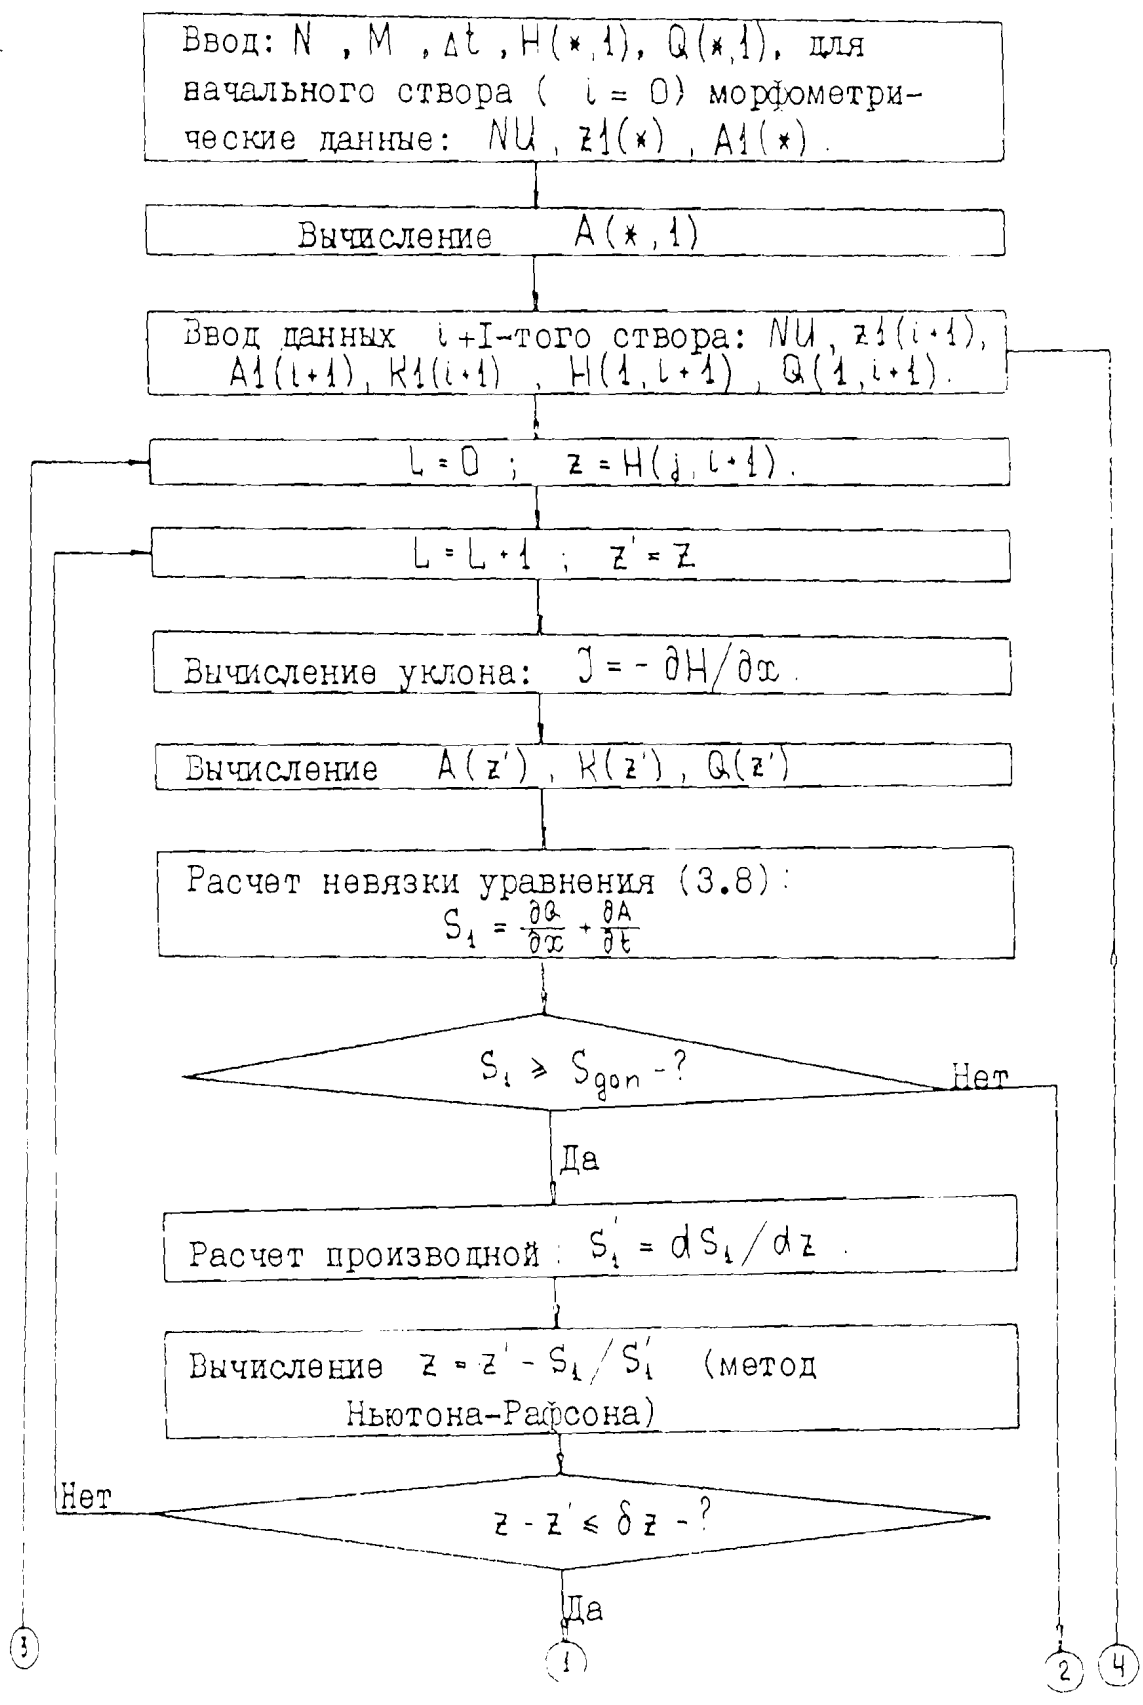 Ввод: N , M , Δt , H(*,1), Q(*,1), для
начального створа ( i = 0) морфометри-
ческие данные: NU , z1(*) , A1(*) .
Вычисление A(*,1)
Ввод данных i+I-того створа: NU, z1(i+1),
A1(i+1), K1(i+1) , H(1,i+1) , Q(1,i+1).
L = 0 ; z = H(j,i+1).
L = L + 1 ; z' = z
Вычисление уклона: J = - ∂H/∂x .
Вычисление A(z') , K(z') , Q(z')
Расчет невязки уравнения (3.8) :
S₁ = ∂Q/∂x + ∂A/∂t
S₁ ⩾ Sдоп -?
Нет
Да
Расчет производной : S₁' = dS₁/dz .
Вычисление z = z' - S₁/S₁' (метод
Ньютона-Рафсона)
Нет
z - z' ⩽ δz -?
Да
3
1
2
4